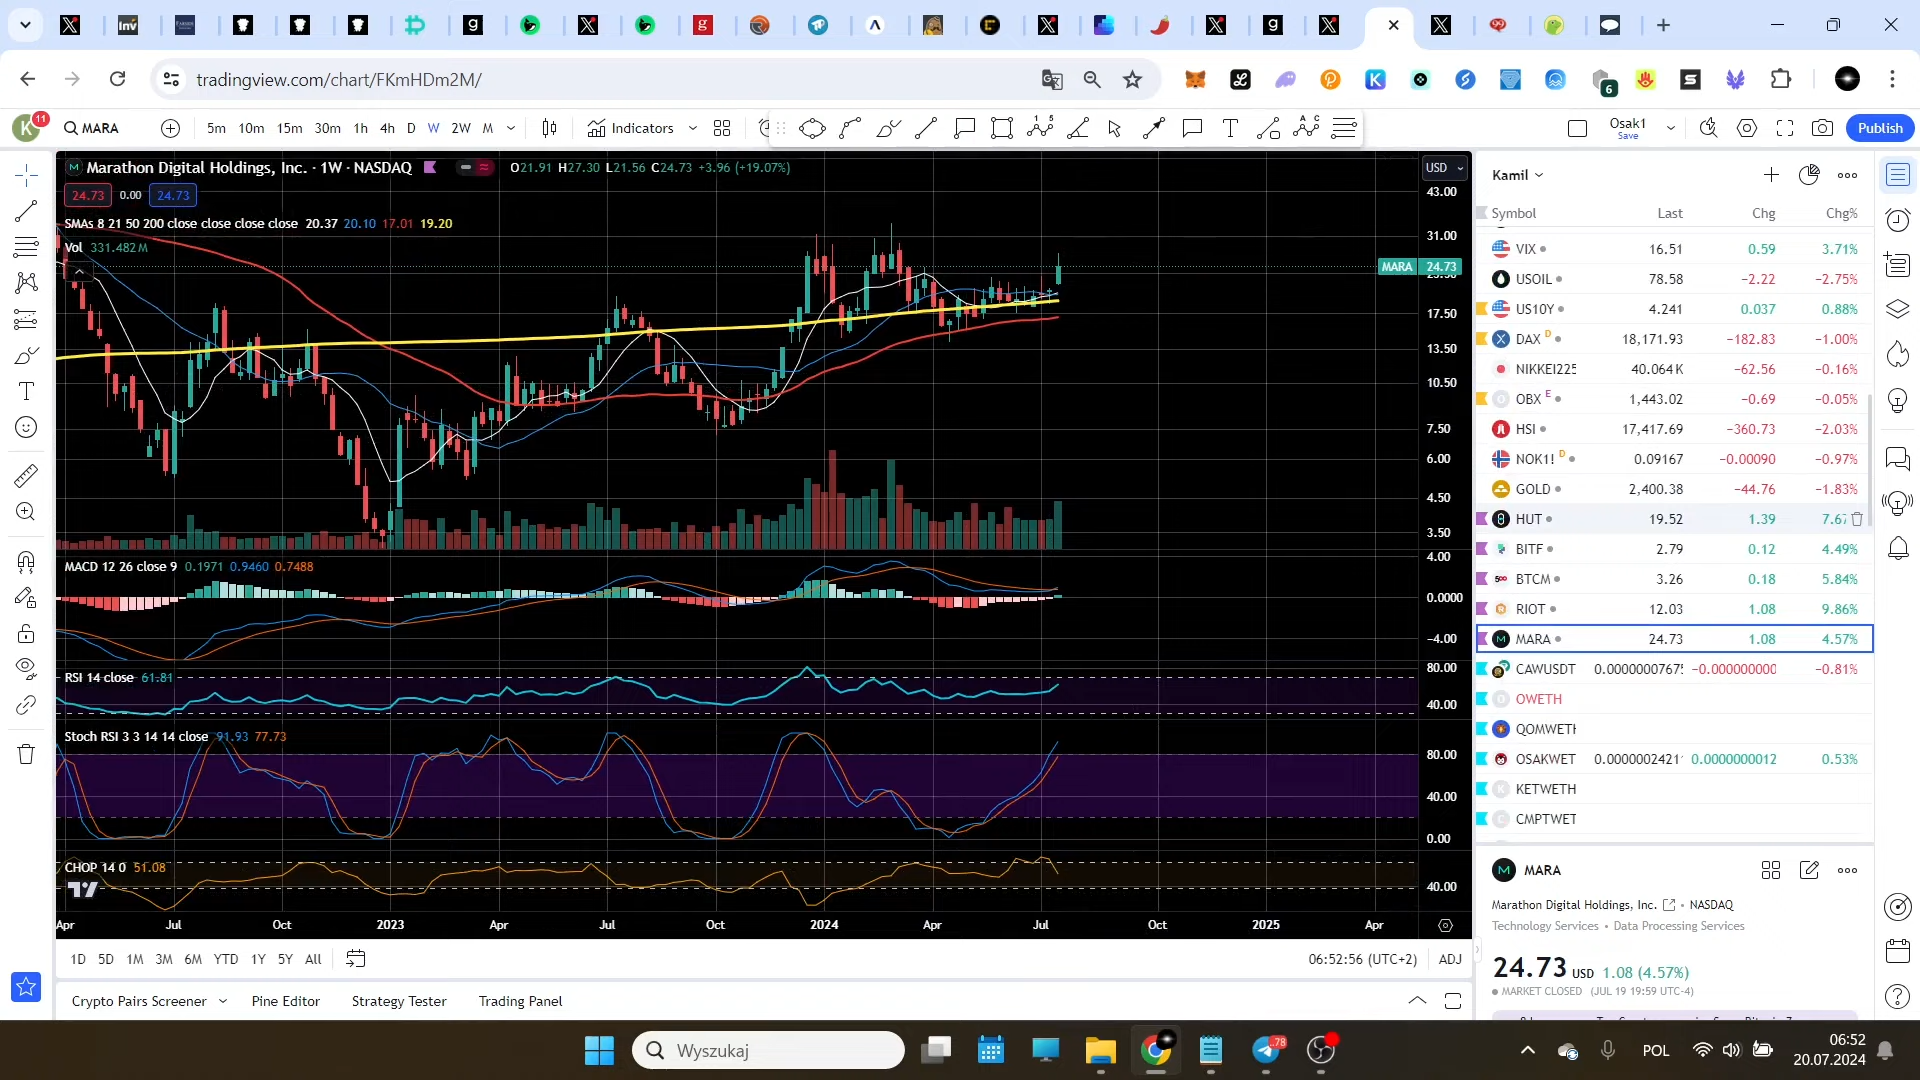 tradingview.com/chart/FKmHDm2M/
K 11 MARA 5m 10m 15m 30m 1h 4h D W 2W M Indicators Osak1 Save Publish
Marathon Digital Holdings, Inc. · 1W · NASDAQ O21.91 H27.30 L21.56 C24.73 +3.96 (+19.07%) USD
24.73 0.00 24.73
SMAs 8 21 50 200 close close close close 20.37 20.10 17.01 19.20
Vol 331.482M
43.00
31.00
MARA 24.73
17.50
13.50
10.50
7.50
6.00
4.50
3.50
4.00
MACD 12 26 close 9 0.1971 0.9460 0.7488
0.0000
−4.00
RSI 14 close 61.81
80.00
40.00
Stoch RSI 3 3 14 14 close 91.93 77.73
80.00
40.00
0.00
CHOP 14 0 51.08
40.00
Apr Jul Oct 2023 Apr Jul Oct 2024 Apr Jul Oct 2025 Apr
1D 5D 1M 3M 6M YTD 1Y 5Y All 06:52:56 (UTC+2) ADJ
Crypto Pairs Screener Pine Editor Strategy Tester Trading Panel
Kamil
Symbol Last Chg Chg%
VIX 16.51 0.59 3.71%
USOIL 78.58 −2.22 −2.75%
US10Y 4.241 0.037 0.88%
DAX D 18,171.93 −182.83 −1.00%
NIKKEI225 40.064K −62.56 −0.16%
OBX E 1,443.02 −0.69 −0.05%
HSI 17,417.69 −360.73 −2.03%
NOK1! D 0.09167 −0.00090 −0.97%
GOLD 2,400.38 −44.76 −1.83%
HUT 19.52 1.39 7.67
BITF 2.79 0.12 4.49%
BTCM 3.26 0.18 5.84%
RIOT 12.03 1.08 9.86%
MARA 24.73 1.08 4.57%
CAWUSDT 0.0000000767 −0.000000000 −0.81%
OWETH
QOMWETH
OSAKWET 0.0000002421 0.0000000012 0.53%
KETWETH
CMPTWET
MARA
Marathon Digital Holdings, Inc. • NASDAQ
Technology Services • Data Processing Services
24.73 USD 1.08 (4.57%)
MARKET CLOSED (JUL 19 19:59 UTC-4)
Wyszukaj POL 06:52
20.07.2024